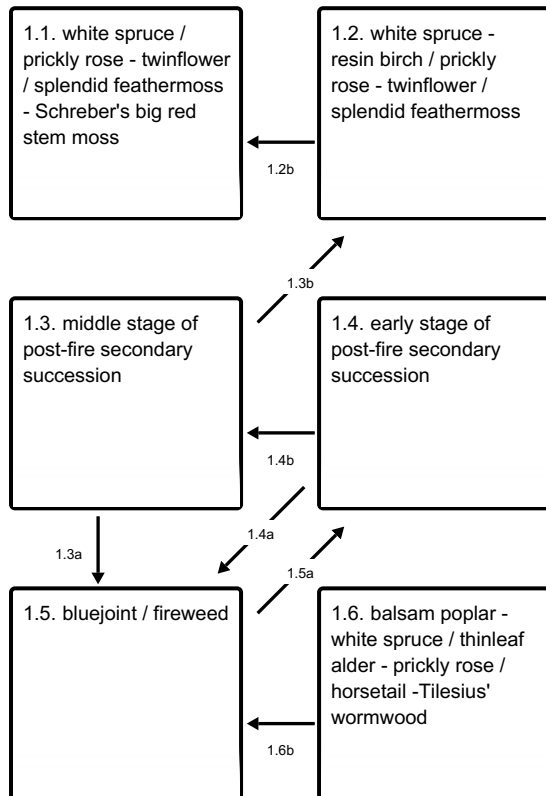 1.1. white spruce /
prickly rose - twinflower
/ splendid feathermoss
- Schreber's big red
stem moss
1.2. white spruce -
resin birch / prickly
rose - twinflower /
splendid feathermoss
1.2b
1.3b
1.3. middle stage of
post-fire secondary
succession
1.4. early stage of
post-fire secondary
succession
1.4b
1.4a
1.3a
1.5a
1.5. bluejoint / fireweed
1.6. balsam poplar -
white spruce / thinleaf
alder - prickly rose /
horsetail -Tilesius'
wormwood
1.6b